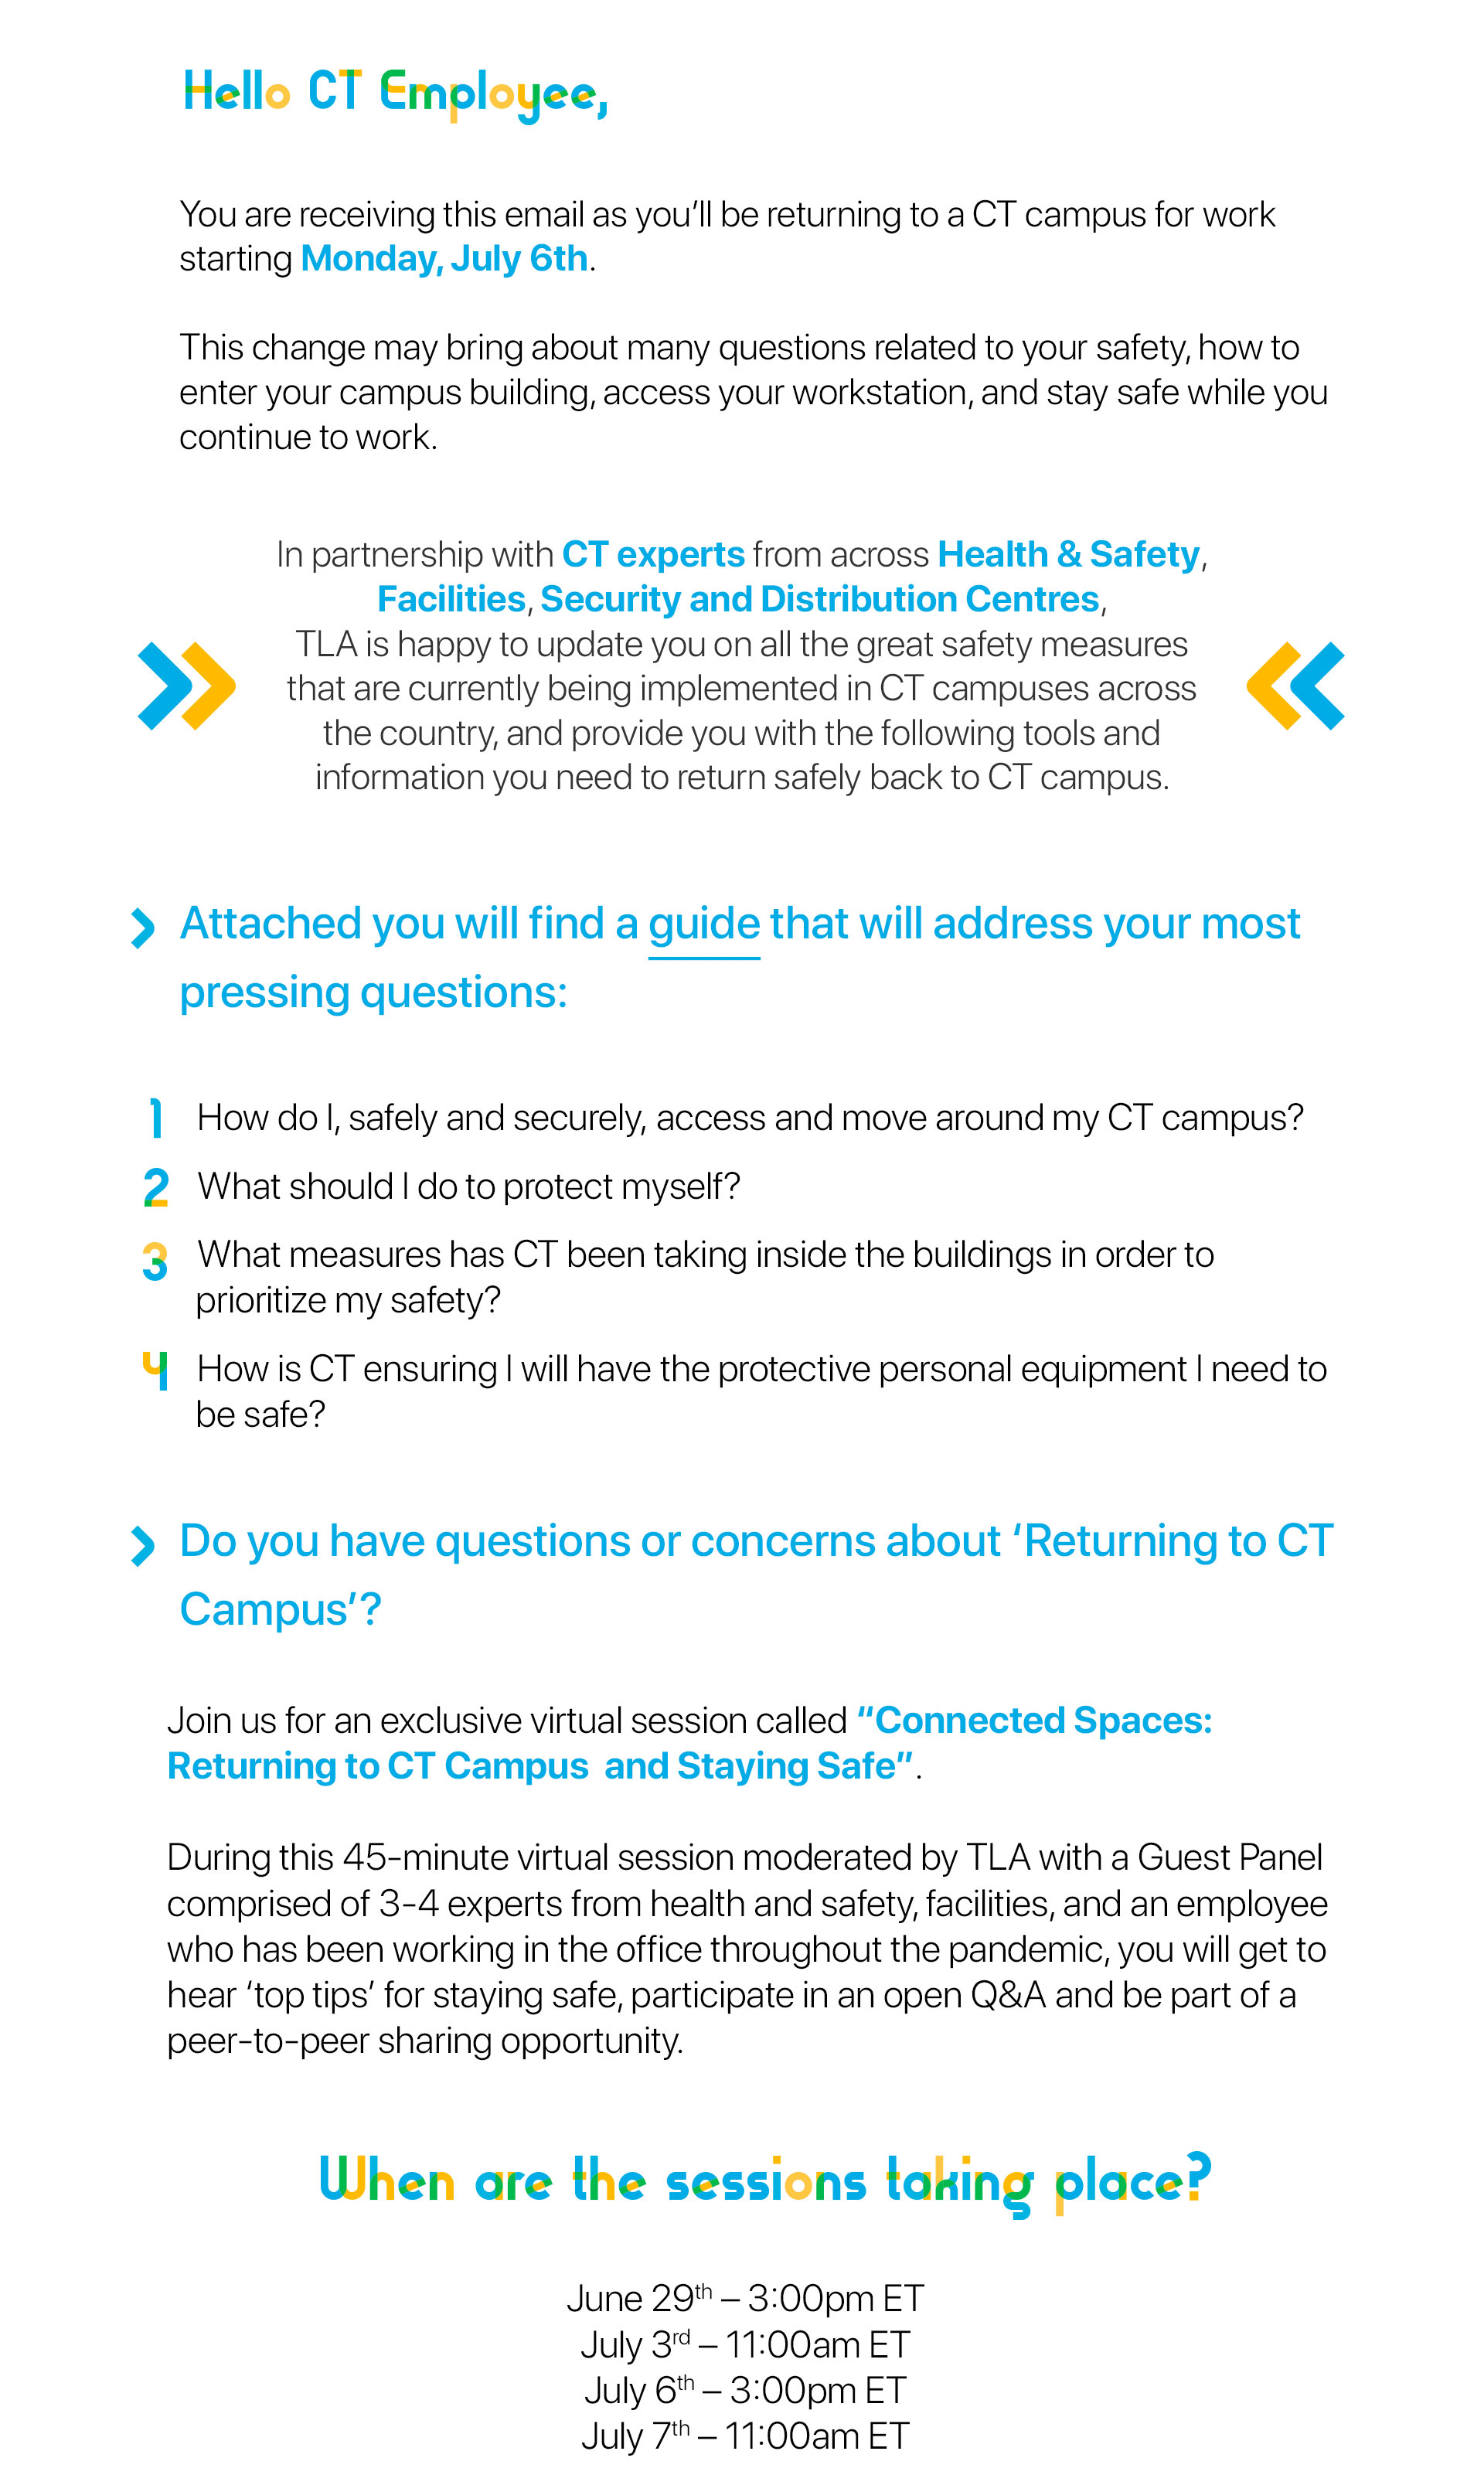 Hello CT Employee,
You are receiving this email as you’ll be returning to a CT campus for work
starting Monday, July 6th.
This change may bring about many questions related to your safety, how to
enter your campus building, access your workstation, and stay safe while you
continue to work.
In partnership with CT experts from across Health & Safety,
Facilities, Security and Distribution Centres,
TLA is happy to update you on all the great safety measures
that are currently being implemented in CT campuses across
the country, and provide you with the following tools and
information you need to return safely back to CT campus.
Attached you will find a guide that will address your most
pressing questions:
1 How do I, safely and securely, access and move around my CT campus?
2 What should I do to protect myself?
3 What measures has CT been taking inside the buildings in order to
prioritize my safety?
4 How is CT ensuring I will have the protective personal equipment I need to
be safe?
Do you have questions or concerns about ‘Returning to CT
Campus’?
Join us for an exclusive virtual session called “Connected Spaces:
Returning to CT Campus and Staying Safe”.
During this 45-minute virtual session moderated by TLA with a Guest Panel
comprised of 3-4 experts from health and safety, facilities, and an employee
who has been working in the office throughout the pandemic, you will get to
hear ‘top tips’ for staying safe, participate in an open Q&A and be part of a
peer-to-peer sharing opportunity.
When are the sessions taking place?
June 29th – 3:00pm ET
July 3rd – 11:00am ET
July 6th – 3:00pm ET
July 7th – 11:00am ET